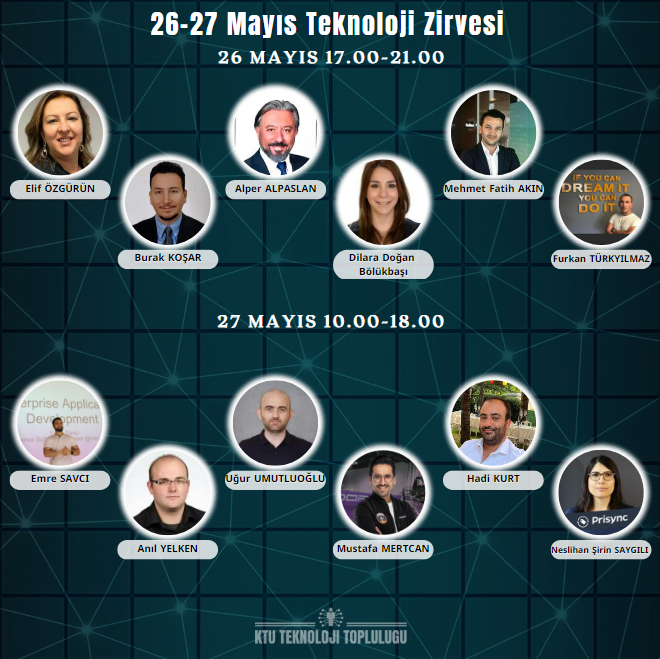 26-27 Mayıs Teknoloji Zirvesi
26 MAYIS 17.00-21.00
Elif ÖZGÜRÜN
Alper ALPASLAN
Mehmet Fatih AKIN
IF YOU CAN
DREAM IT
YOU CAN
DO IT
Burak KOŞAR
Dilara Doğan
Bölükbaşı
Furkan TÜRKYILMAZ
27 MAYIS 10.00-18.00
erprise Applica
Development
Emre SAVCI
Uğur UMUTLUOĞLU
Hadi KURT
Prisync
Anıl YELKEN
Mustafa MERTCAN
Neslihan Şirin SAYGILI
KTU TEKNOLOJI TOPLULUGU